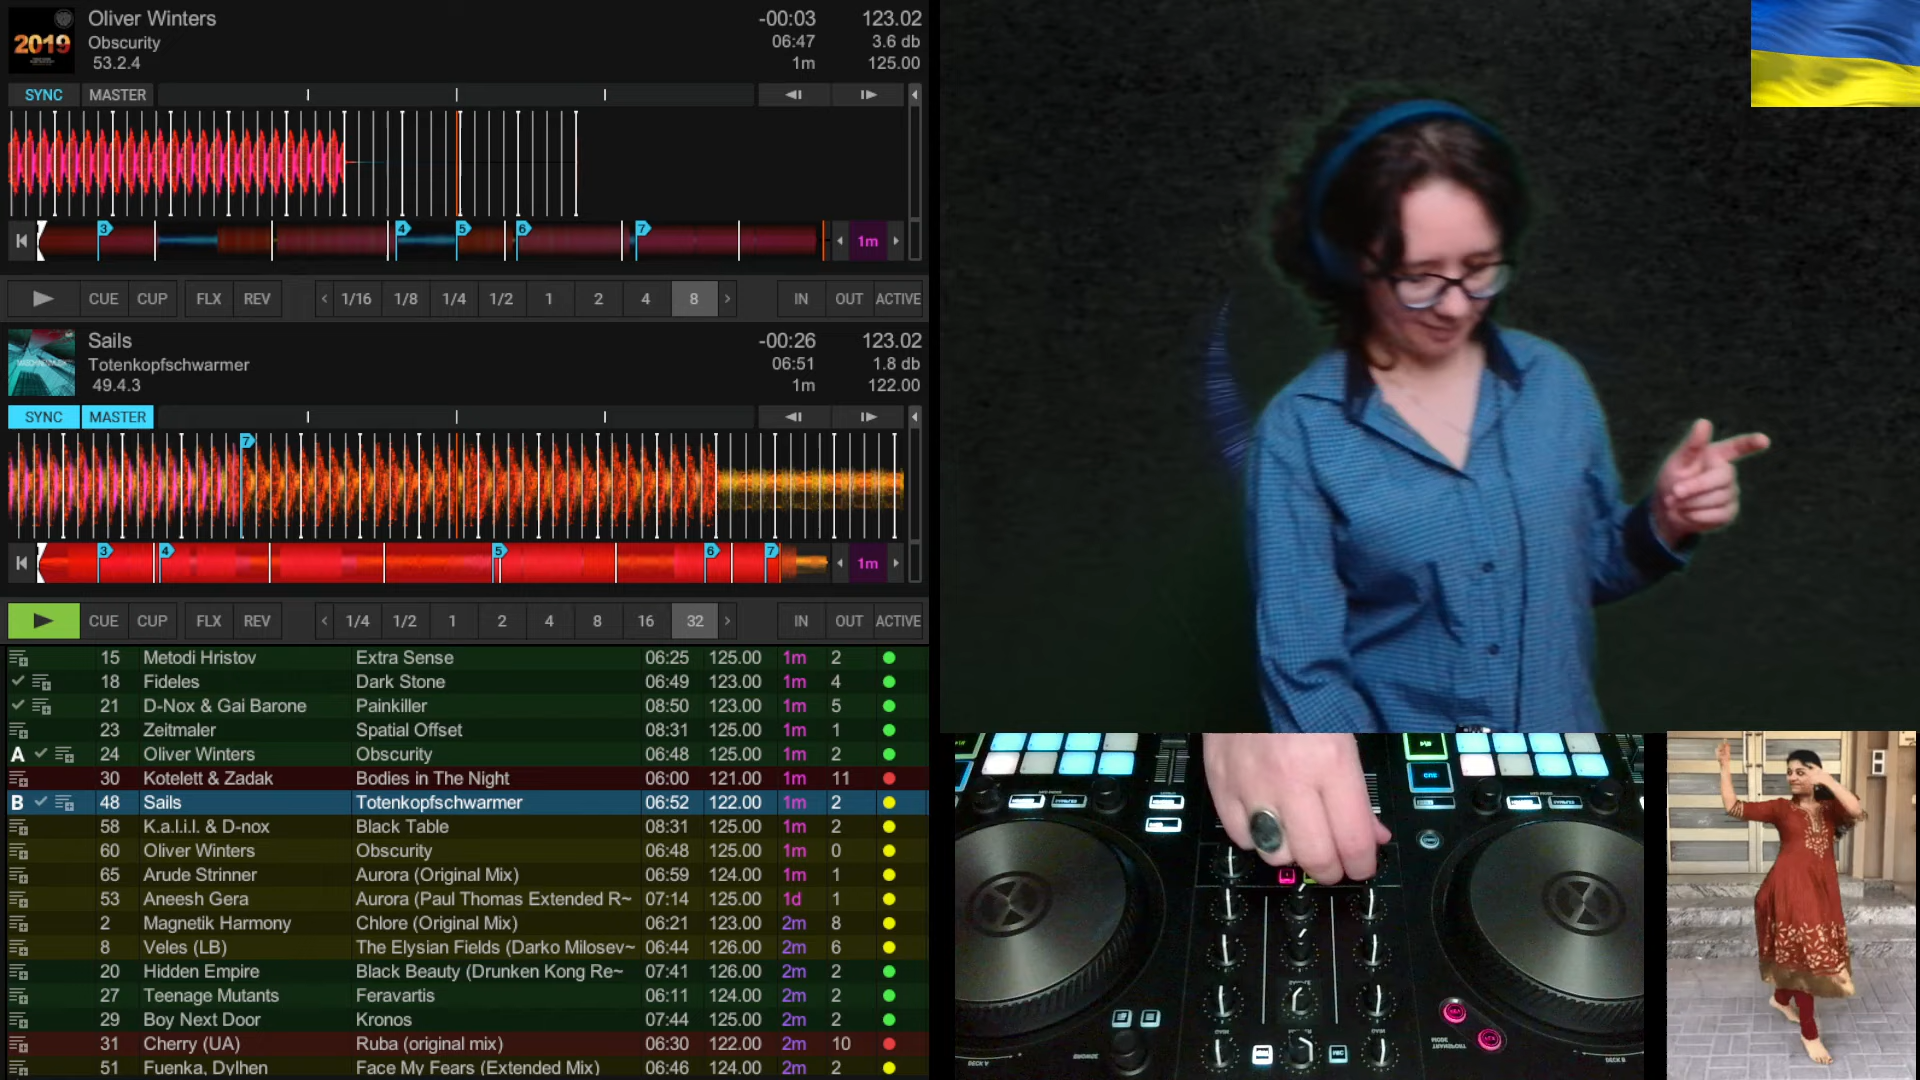 2019
Oliver Winters -00:03 123.02
Obscurity 06:47 3.6 db
53.2.4 1m 125.00
SYNC MASTER
3 4 5 6 7 1m
CUE CUP FLX REV 1/16 1/8 1/4 1/2 1 2 4 8 IN OUT ACTIVE
Sails -00:26 123.02
Totenkopfschwarmer 06:51 1.8 db
49.4.3 1m 122.00
SYNC MASTER
7
3 4 5 6 7 1m
CUE CUP FLX REV 1/4 1/2 1 2 4 8 16 32 IN OUT ACTIVE
15 Metodi Hristov Extra Sense 06:25 125.00 1m 2
18 Fideles Dark Stone 06:49 123.00 1m 4
21 D-Nox & Gai Barone Painkiller 08:50 123.00 1m 5
23 Zeitmaler Spatial Offset 08:31 125.00 1m 1
A 24 Oliver Winters Obscurity 06:48 125.00 1m 2
30 Kotelett & Zadak Bodies in The Night 06:00 121.00 1m 11
B 48 Sails Totenkopfschwarmer 06:52 122.00 1m 2
58 K.a.l.i.l. & D-nox Black Table 08:31 125.00 1m 2
60 Oliver Winters Obscurity 06:48 125.00 1m 0
65 Arude Strinner Aurora (Original Mix) 06:59 124.00 1m 1
53 Aneesh Gera Aurora (Paul Thomas Extended R~ 07:14 125.00 1d 1
2 Magnetik Harmony Chlore (Original Mix) 06:21 123.00 2m 8
8 Veles (LB) The Elysian Fields (Darko Milosev~ 06:44 126.00 2m 6
20 Hidden Empire Black Beauty (Drunken Kong Re~ 07:41 126.00 2m 2
27 Teenage Mutants Feravartis 06:11 124.00 2m 2
29 Boy Next Door Kronos 07:44 125.00 2m 2
31 Cherry (UA) Ruba (original mix) 06:30 122.00 2m 10
51 Fuenka, Dylhen Face My Fears (Extended Mix) 06:46 124.00 2m 2